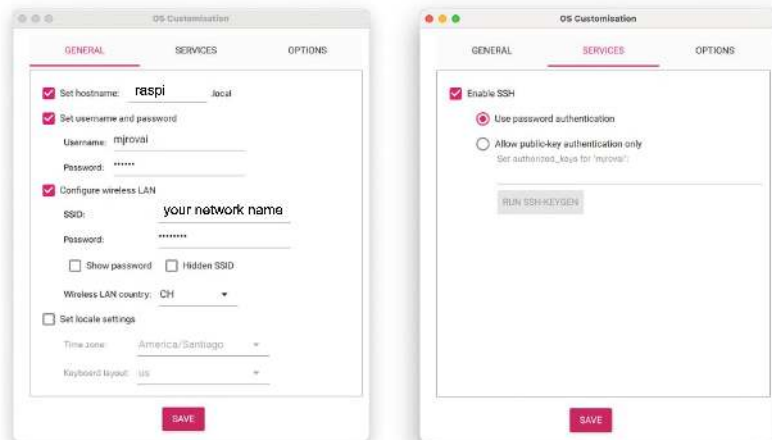 OS Customisation
GENERAL SERVICES OPTIONS
Set hostname: raspi .local
Set username and password
Username: mjrovai
Password: ••••••
Configure wireless LAN
SSID: your network name
Password: ••••••••
Show password Hidden SSID
Wireless LAN country: CH
Set locale settings
Time zone: America/Santiago
Keyboard layout: us
SAVE
OS Customisation
GENERAL SERVICES OPTIONS
Enable SSH
Use password authentication
Allow public-key authentication only
Set authorized_keys for 'mjrovai':
RUN SSH-KEYGEN
SAVE